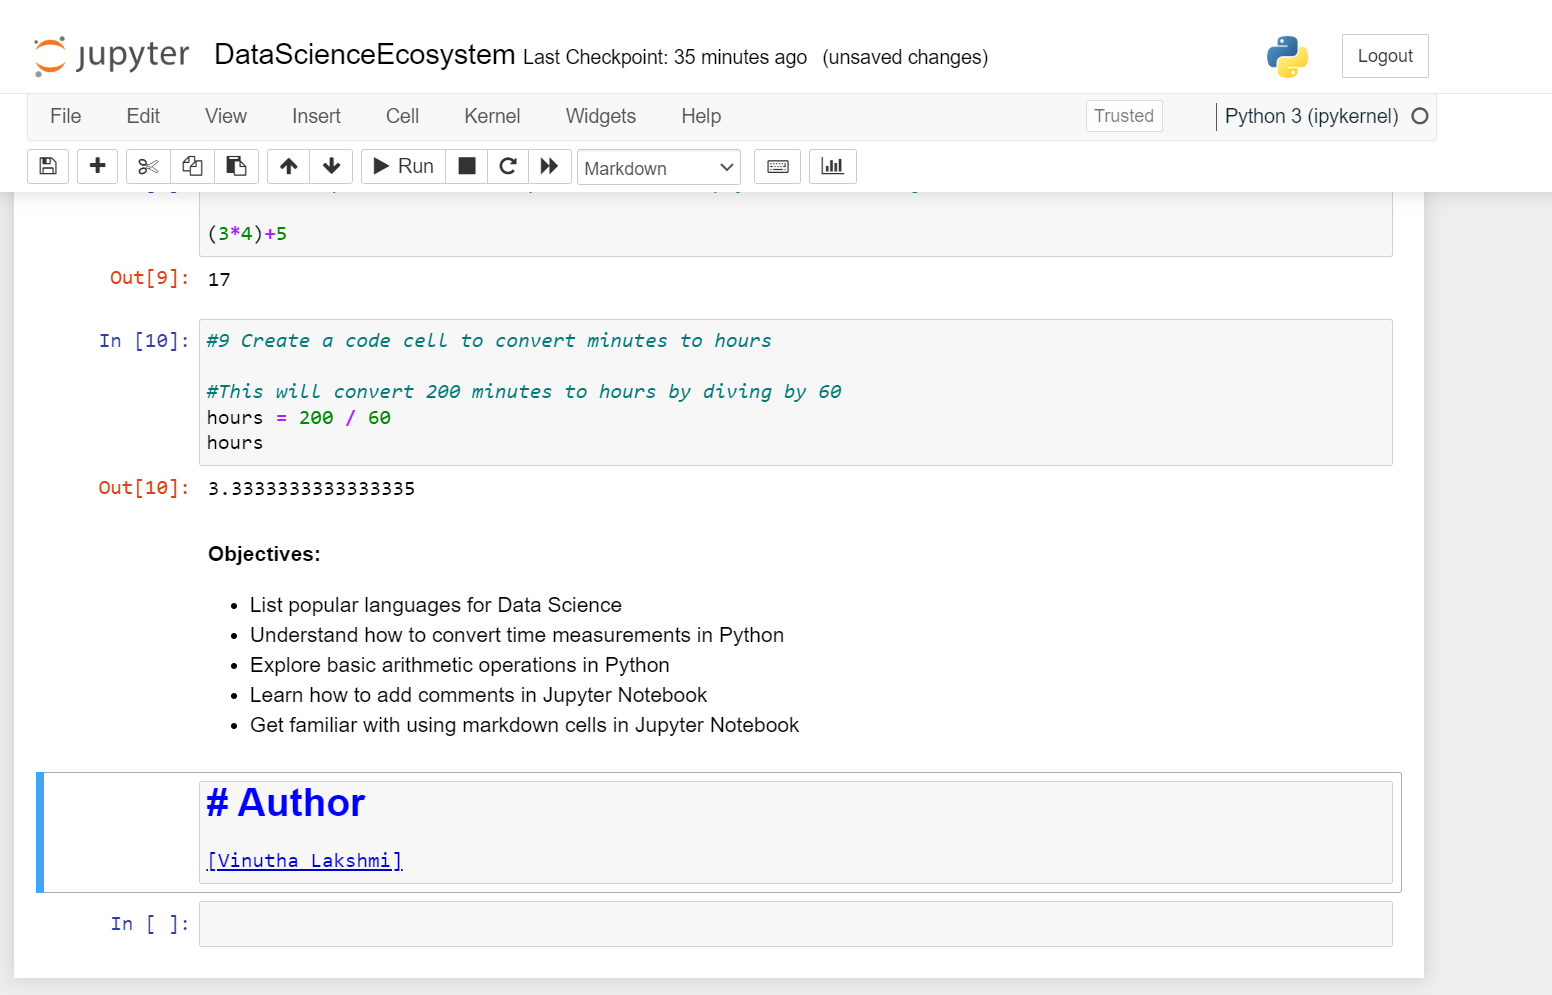 jupyter DataScienceEcosystem Last Checkpoint: 35 minutes ago (unsaved changes) Logout
File Edit View Insert Cell Kernel Widgets Help Trusted Python 3 (ipykernel)
Run Markdown
(3*4)+5
Out[9]: 17
In [10]: #9 Create a code cell to convert minutes to hours
#This will convert 200 minutes to hours by diving by 60
hours = 200 / 60
hours
Out[10]: 3.3333333333333335
Objectives:
• List popular languages for Data Science
• Understand how to convert time measurements in Python
• Explore basic arithmetic operations in Python
• Learn how to add comments in Jupyter Notebook
• Get familiar with using markdown cells in Jupyter Notebook
# Author
[Vinutha Lakshmi]
In [ ]: